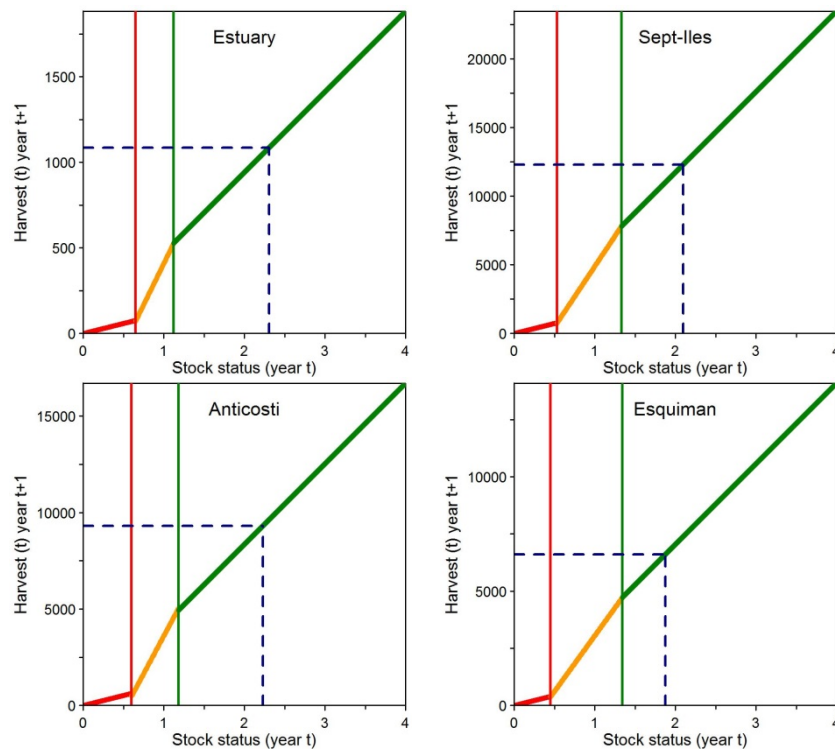 Estuary
Harvest (t) year t+1
1500
1000
500
0
0 1 2 3 4
Stock status (year t)
Sept-Iles
Harvest (t) year t+1
20000
15000
10000
5000
0
0 1 2 3 4
Stock status (year t)
Anticosti
Harvest (t) year t+1
15000
10000
5000
0
0 1 2 3 4
Stock status (year t)
Esquiman
Harvest (t) year t+1
10000
5000
0
0 1 2 3 4
Stock status (year t)